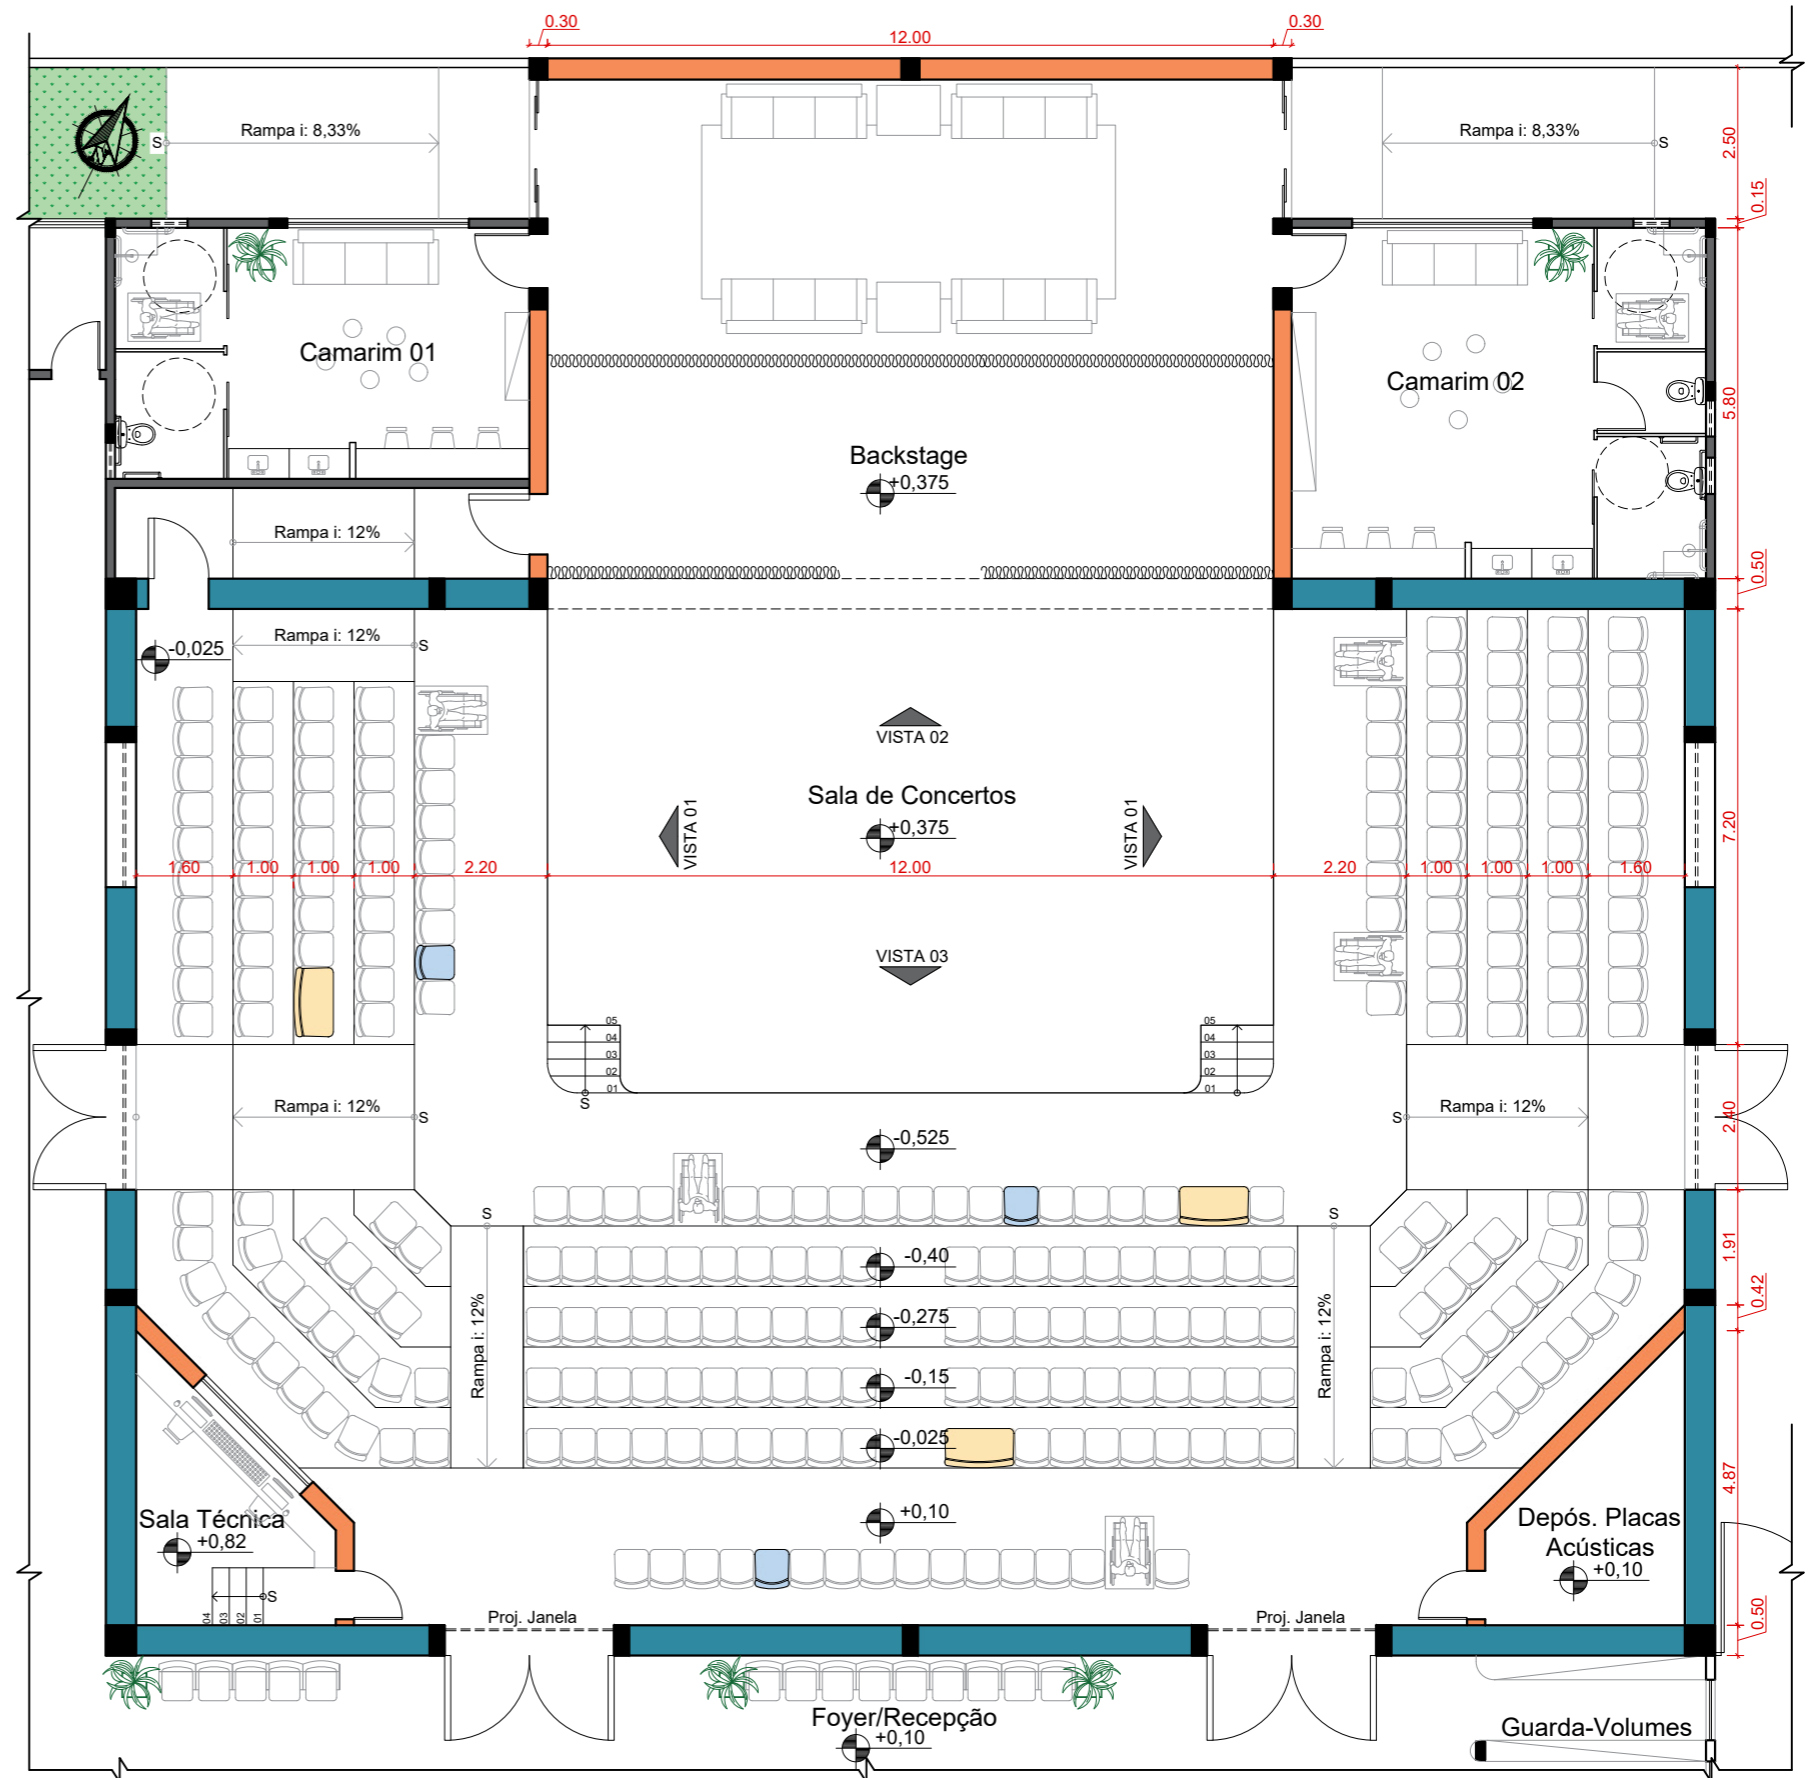 0.30
0.30
12.00
Rampa i: 8,33%
S
Rampa i: 8,33%
S
2.50
0.15
Camarim 01
Camarim 02
5.80
Backstage
+0,375
Rampa i: 12%
0.50
Rampa i: 12%
S
-0,025
VISTA 02
Sala de Concertos
+0,375
VISTA 01
VISTA 01
7.20
1.60
1.00
1.00
1.00
2.20
12.00
2.20
1.00
1.00
1.00
1.60
VISTA 03
05
04
03
02
01
S
05
04
03
02
01
Rampa i: 12%
S
S
Rampa i: 12%
2.40
-0,525
S
S
-0,40
1.91
0.42
-0,275
Rampa i: 12%
Rampa i: 12%
-0,15
-0,025
4.87
Sala Técnica
+0,82
+0,10
Depós. Placas
Acústicas
+0,10
S
04
03
02
01
Proj. Janela
Proj. Janela
0.50
Foyer/Recepção
+0,10
Guarda-Volumes